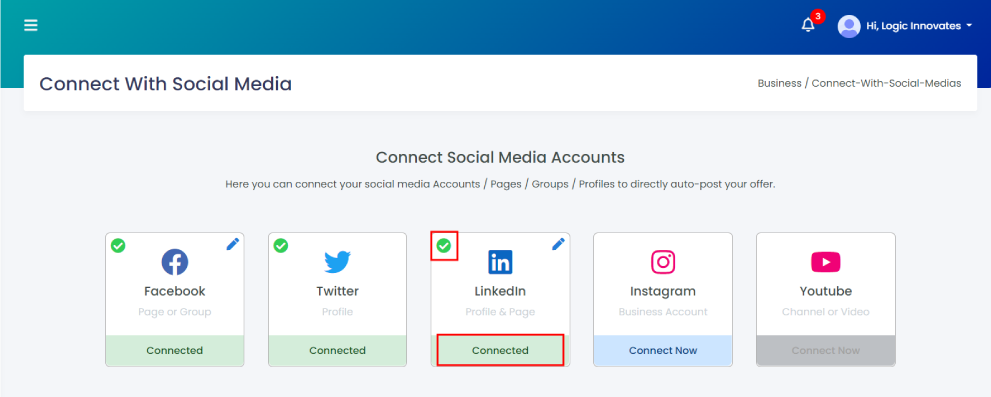 3
Hi, Logic Innovates
Connect With Social Media
Business / Connect-With-Social-Medias
Connect Social Media Accounts
Here you can connect your social media Accounts / Pages / Groups / Profiles to directly auto-post your offer.
Facebook
Page or Group
Connected
Twitter
Profile
Connected
in
LinkedIn
Profile & Page
Connected
Instagram
Business Account
Connect Now
Youtube
Channel or Video
Connect Now